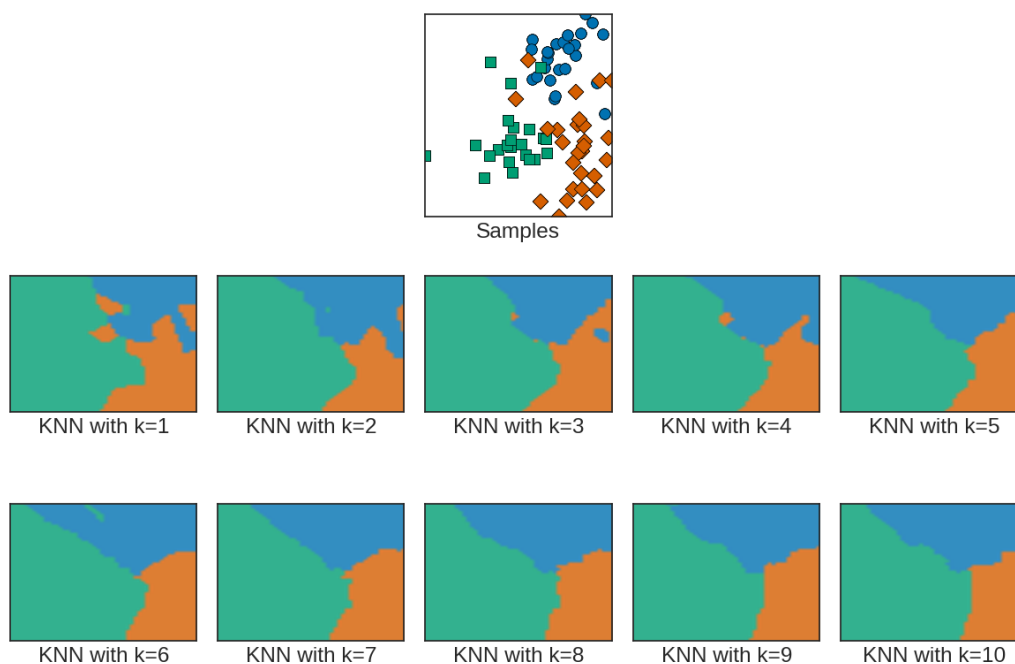 Samples
KNN with k=1
KNN with k=2
KNN with k=3
KNN with k=4
KNN with k=5
KNN with k=6
KNN with k=7
KNN with k=8
KNN with k=9
KNN with k=10